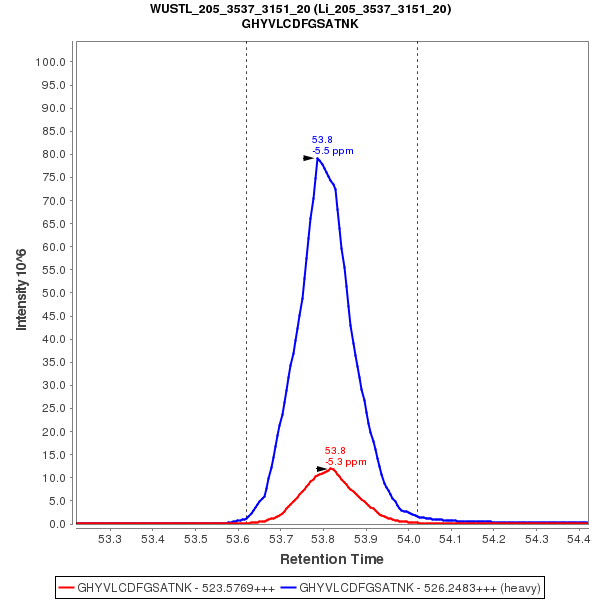 WUSTL_205_3537_3151_20 (Li_205_3537_3151_20)
GHYVLCDFGSATNK
Intensity 10^6
100.0
95.0
90.0
85.0
80.0
75.0
70.0
65.0
60.0
55.0
50.0
45.0
40.0
35.0
30.0
25.0
20.0
15.0
10.0
5.0
0.0
53.8
-5.5 ppm
53.8
-5.3 ppm
53.3 53.4 53.5 53.6 53.7 53.8 53.9 54.0 54.1 54.2 54.3 54.4
Retention Time
GHYVLCDFGSATNK - 523.5769+++ GHYVLCDFGSATNK - 526.2483+++ (heavy)